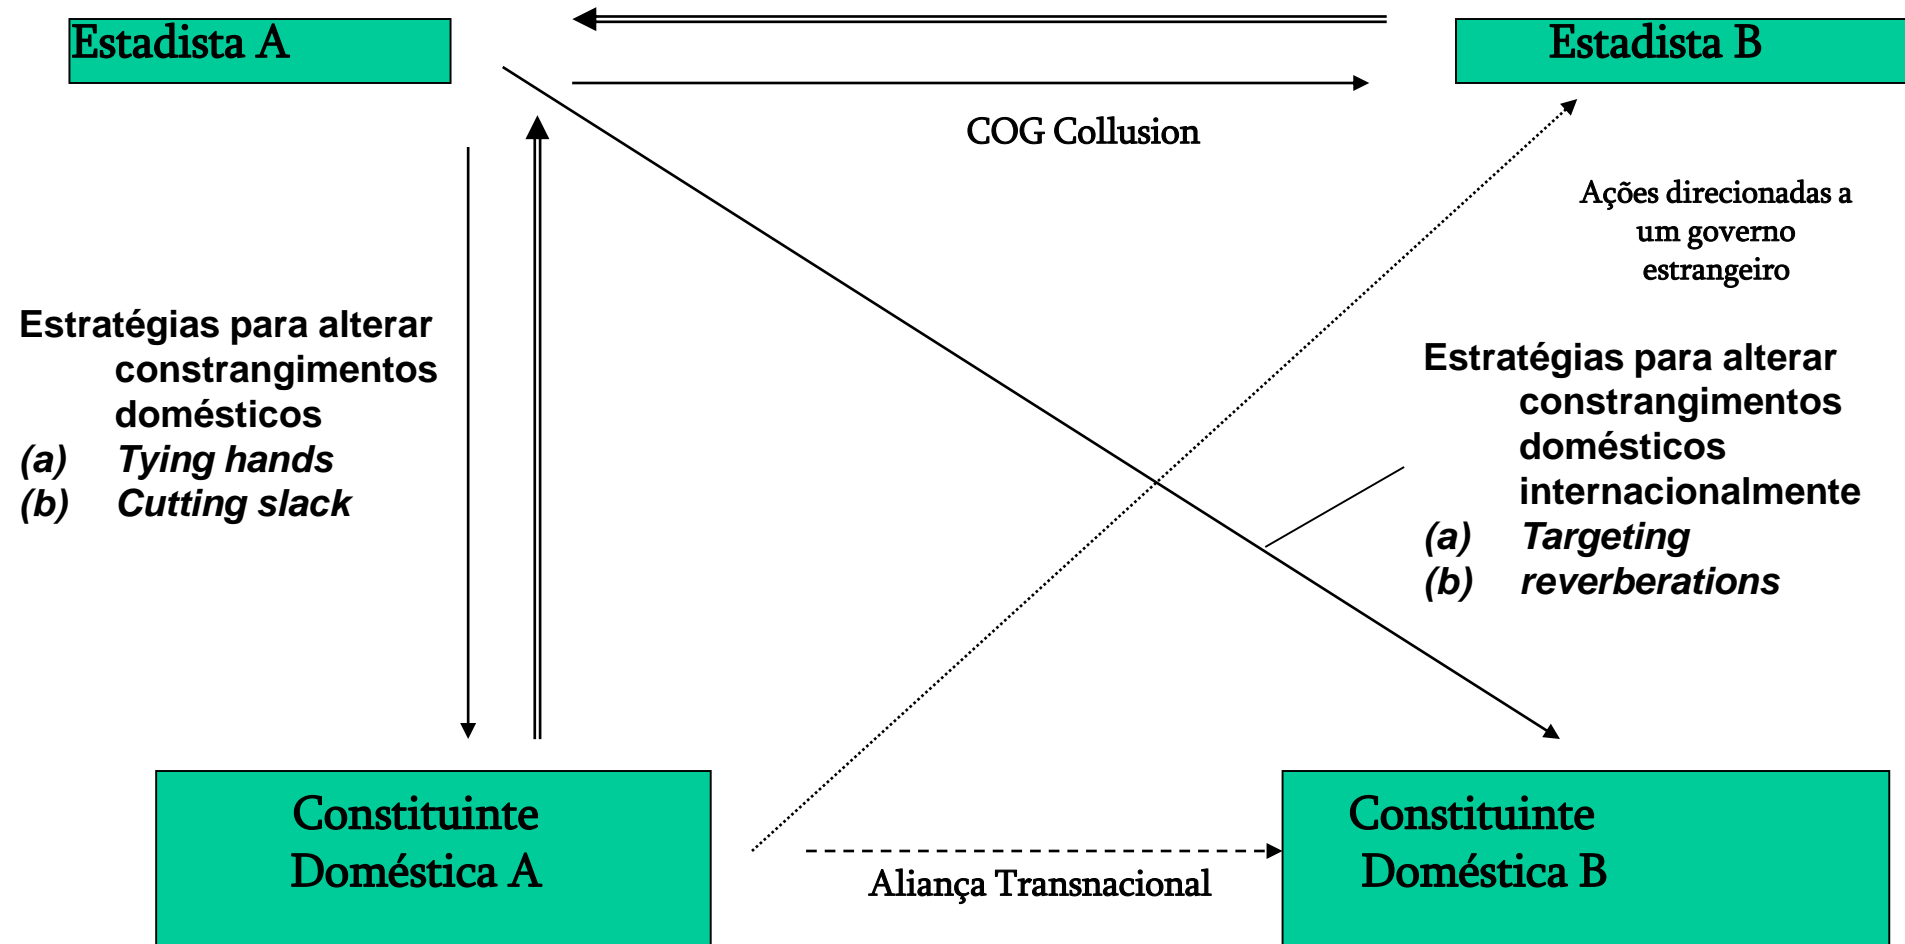 Estadista A
Estadista B
COG Collusion
Ações direcionadas a
um governo
estrangeiro
Estratégias para alterar
constrangimentos
domésticos
(a) Tying hands
(b) Cutting slack
Estratégias para alterar
constrangimentos
domésticos
internacionalmente
(a) Targeting
(b) reverberations
Constituinte
Doméstica A
Aliança Transnacional
Constituinte
Doméstica B